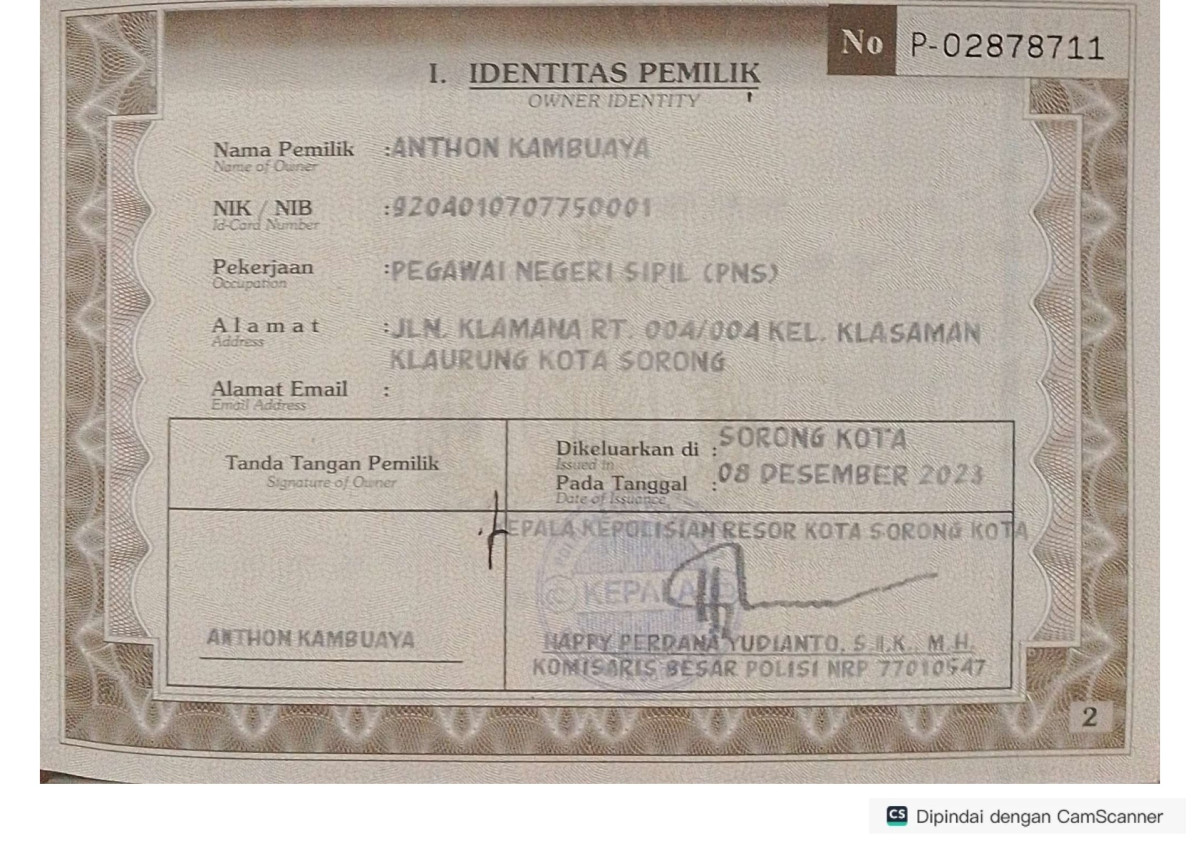 No P-02878711
I. IDENTITAS PEMILIK
OWNER IDENTITY
Nama Pemilik :ANTHON KAMBUAYA
Name of Owner
NIK / NIB :9204010707750001
Id-Card Number
Pekerjaan :PEGAWAI NEGERI SIPIL (PNS)
Occupation
Alamat :JLN. KLAMANA RT. 004/004 KEL. KLASAMAN
Address
KLAURUNG KOTA SORONG
Alamat Email :
Email Address
Tanda Tangan Pemilik
Signature of Owner
Dikeluarkan di :SORONG KOTA
Issued in
Pada Tanggal :08 DESEMBER 2023
Date of Issuance
KEPALA KEPOLISIAN RESOR KOTA SORONG KOTA
KEPALA
ANTHON KAMBUAYA
HAPPY PERDANA YUDIANTO, S.I.K., M.H.
KOMISARIS BESAR POLISI NRP 77010547
2
CS Dipindai dengan CamScanner